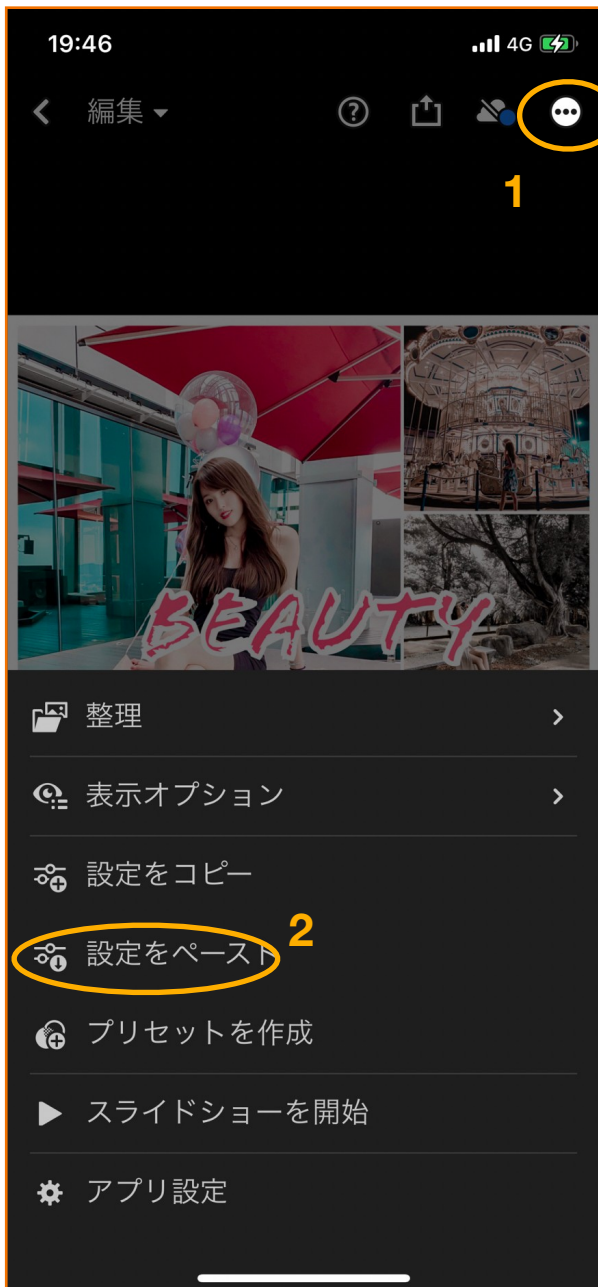 19:46
4G
編集
1
BEAUTY
整理
表示オプション
設定をコピー
設定をペースト
2
プリセットを作成
スライドショーを開始
アプリ設定